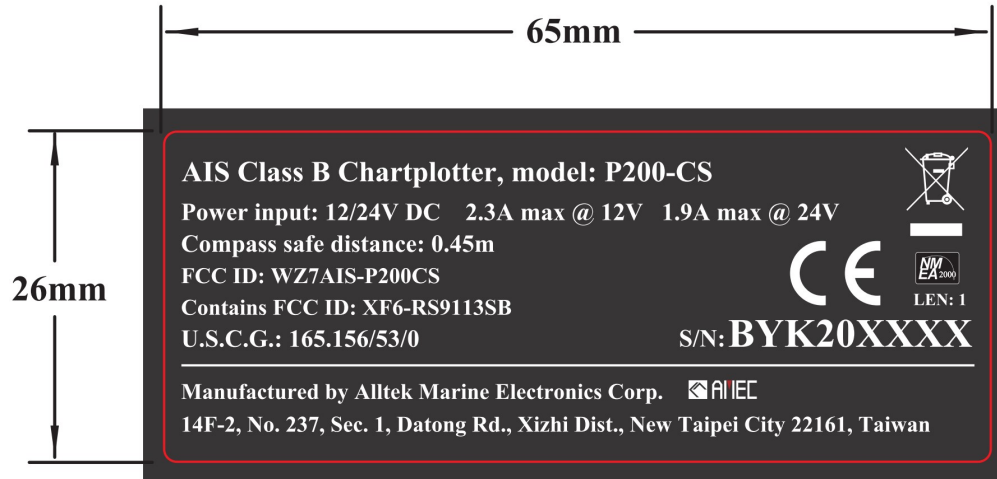 65mm
26mm
AIS Class B Chartplotter, model: P200-CS
Power input: 12/24V DC 2.3A max @ 12V 1.9A max @ 24V
Compass safe distance: 0.45m
FCC ID: WZ7AIS-P200CS
Contains FCC ID: XF6-RS9113SB
U.S.C.G.: 165.156/53/0
CE
NMEA 2000
LEN: 1
S/N: BYK20XXXX
Manufactured by Alltek Marine Electronics Corp. AMEC
14F-2, No. 237, Sec. 1, Datong Rd., Xizhi Dist., New Taipei City 22161, Taiwan